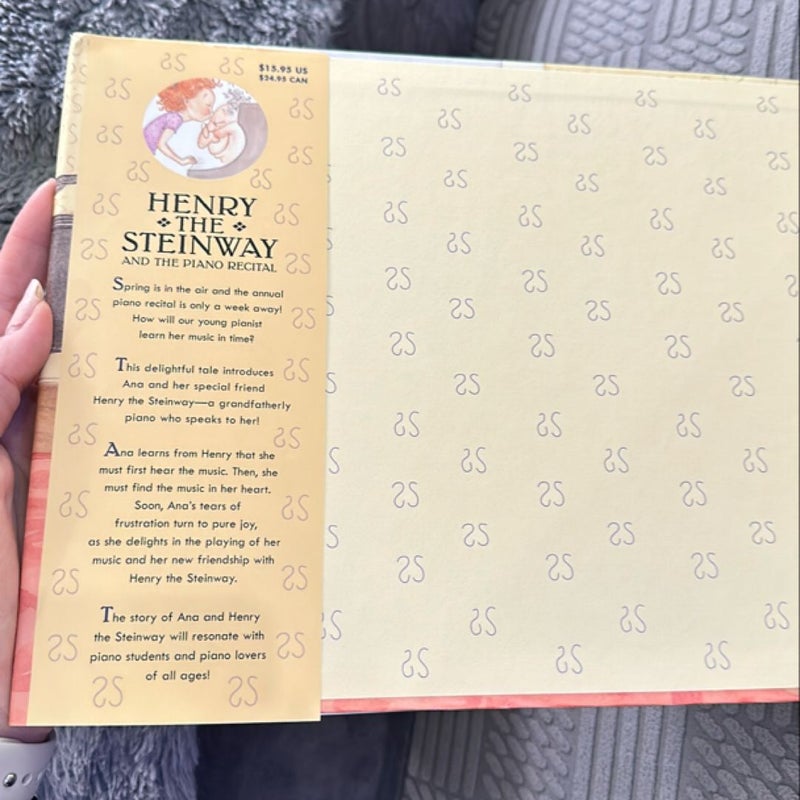 $15.95 US
$24.95 CAN
HENRY
THE
STEINWAY
AND THE PIANO RECITAL
Spring is in the air and the annual
piano recital is only a week away!
How will our young pianist
learn her music in time?
This delightful tale introduces
Ana and her special friend
Henry the Steinway—a grandfatherly
piano who speaks to her!
Ana learns from Henry that she
must first hear the music. Then, she
must find the music in her heart.
Soon, Ana's tears of
frustration turn to pure joy,
as she delights in the playing of her
music and her new friendship with
Henry the Steinway.
The story of Ana and Henry
the Steinway will resonate with
piano students and piano lovers
of all ages!